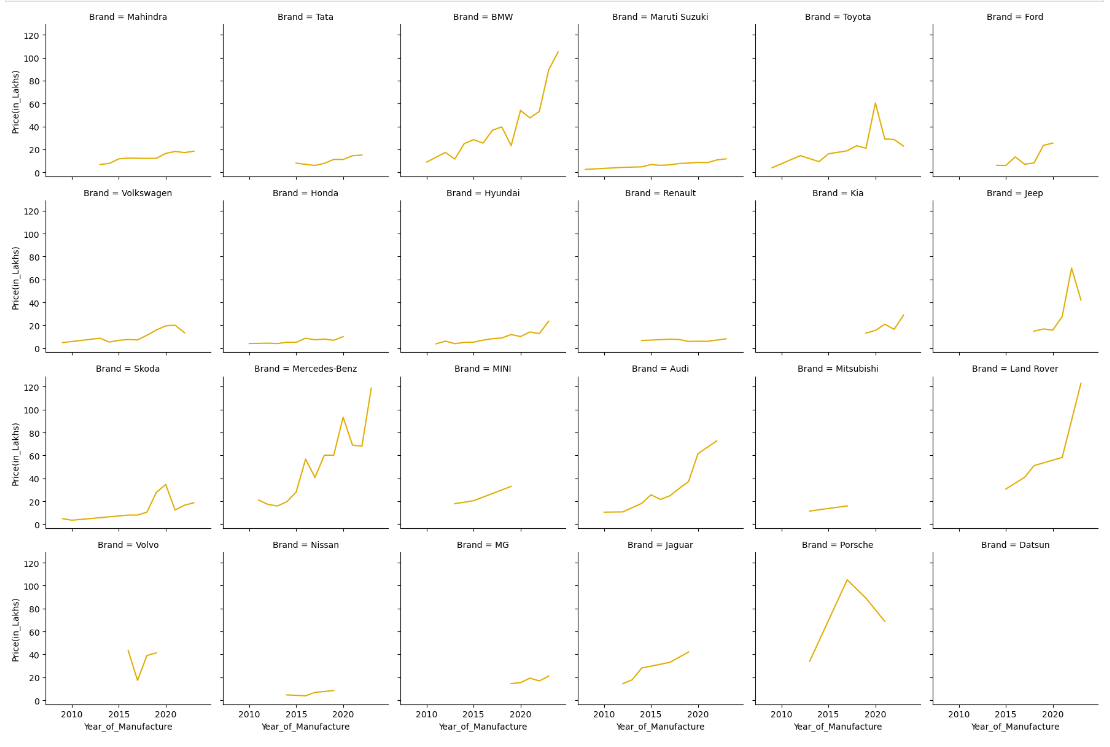 Brand = Mahindra Brand = Tata Brand = BMW Brand = Maruti Suzuki Brand = Toyota Brand = Ford
120
100
80
60
40
20
0
Price(in_Lakhs)
Brand = Volkswagen Brand = Honda Brand = Hyundai Brand = Renault Brand = Kia Brand = Jeep
120
100
80
60
40
20
0
Price(in_Lakhs)
Brand = Skoda Brand = Mercedes-Benz Brand = MINI Brand = Audi Brand = Mitsubishi Brand = Land Rover
120
100
80
60
40
20
0
Price(in_Lakhs)
Brand = Volvo Brand = Nissan Brand = MG Brand = Jaguar Brand = Porsche Brand = Datsun
120
100
80
60
40
20
0
Price(in_Lakhs)
2010 2015 2020 2010 2015 2020 2010 2015 2020 2010 2015 2020 2010 2015 2020 2010 2015 2020
Year_of_Manufacture Year_of_Manufacture Year_of_Manufacture Year_of_Manufacture Year_of_Manufacture Year_of_Manufacture